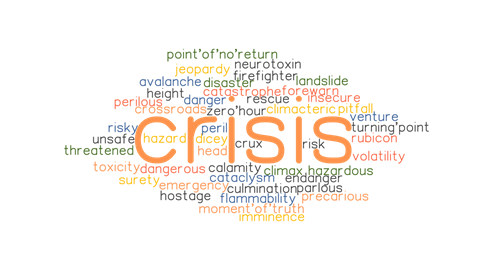 point'of'no'return
jeopardy neurotoxin
firefighter
avalanche disaster landslide
height catastrophe forewarn
perilous danger rescue insecure
crossroads zero'hour climacteric pitfall
venture
risky peril turning'point
crisis
unsafe hazard dicey crux risk rubicon
threatened head volatility
toxicity dangerous calamity climax hazardous
surety cataclysm endanger
emergency culmination parlous
hostage flammability precarious
moment'of'truth
imminence